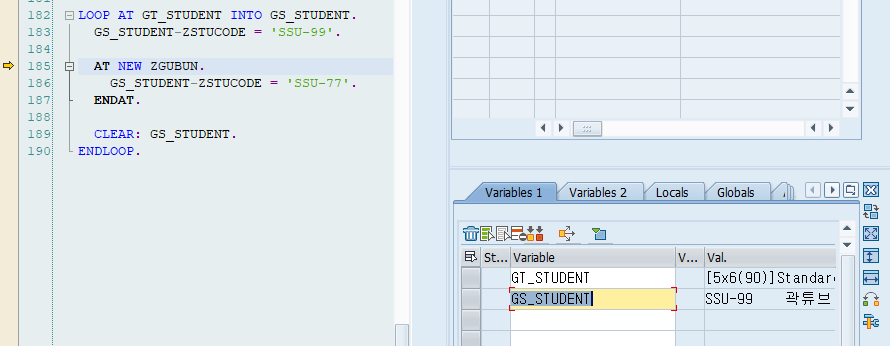 182 LOOP AT GT_STUDENT INTO GS_STUDENT.
183 GS_STUDENT-ZSTUCODE = 'SSU-99'.
184
185 AT NEW ZGUBUN.
186 GS_STUDENT-ZSTUCODE = 'SSU-77'.
187 ENDAT.
188
189 CLEAR: GS_STUDENT.
190 ENDLOOP.
Variables 1 Variables 2 Locals Globals
St... Variable V... Val.
GT_STUDENT [5x6(90)]Standar
GS_STUDENT SSU-99 곽튜브